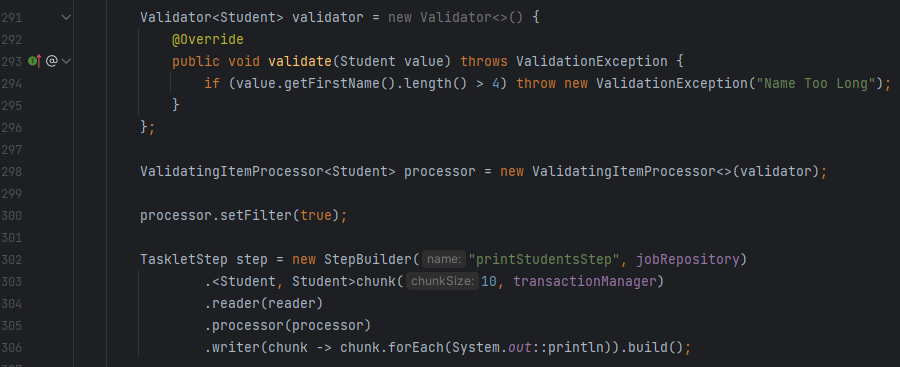 291 Validator<Student> validator = new Validator<>() {
292 @Override
293 @ public void validate(Student value) throws ValidationException {
294 if (value.getFirstName().length() > 4) throw new ValidationException("Name Too Long");
295 }
296 };
297
298 ValidatingItemProcessor<Student> processor = new ValidatingItemProcessor<>(validator);
299
300 processor.setFilter(true);
301
302 TaskletStep step = new StepBuilder( name: "printStudentsStep", jobRepository)
303 .<Student, Student>chunk( chunkSize: 10, transactionManager)
304 .reader(reader)
305 .processor(processor)
306 .writer(chunk -> chunk.forEach(System.out::println)).build();